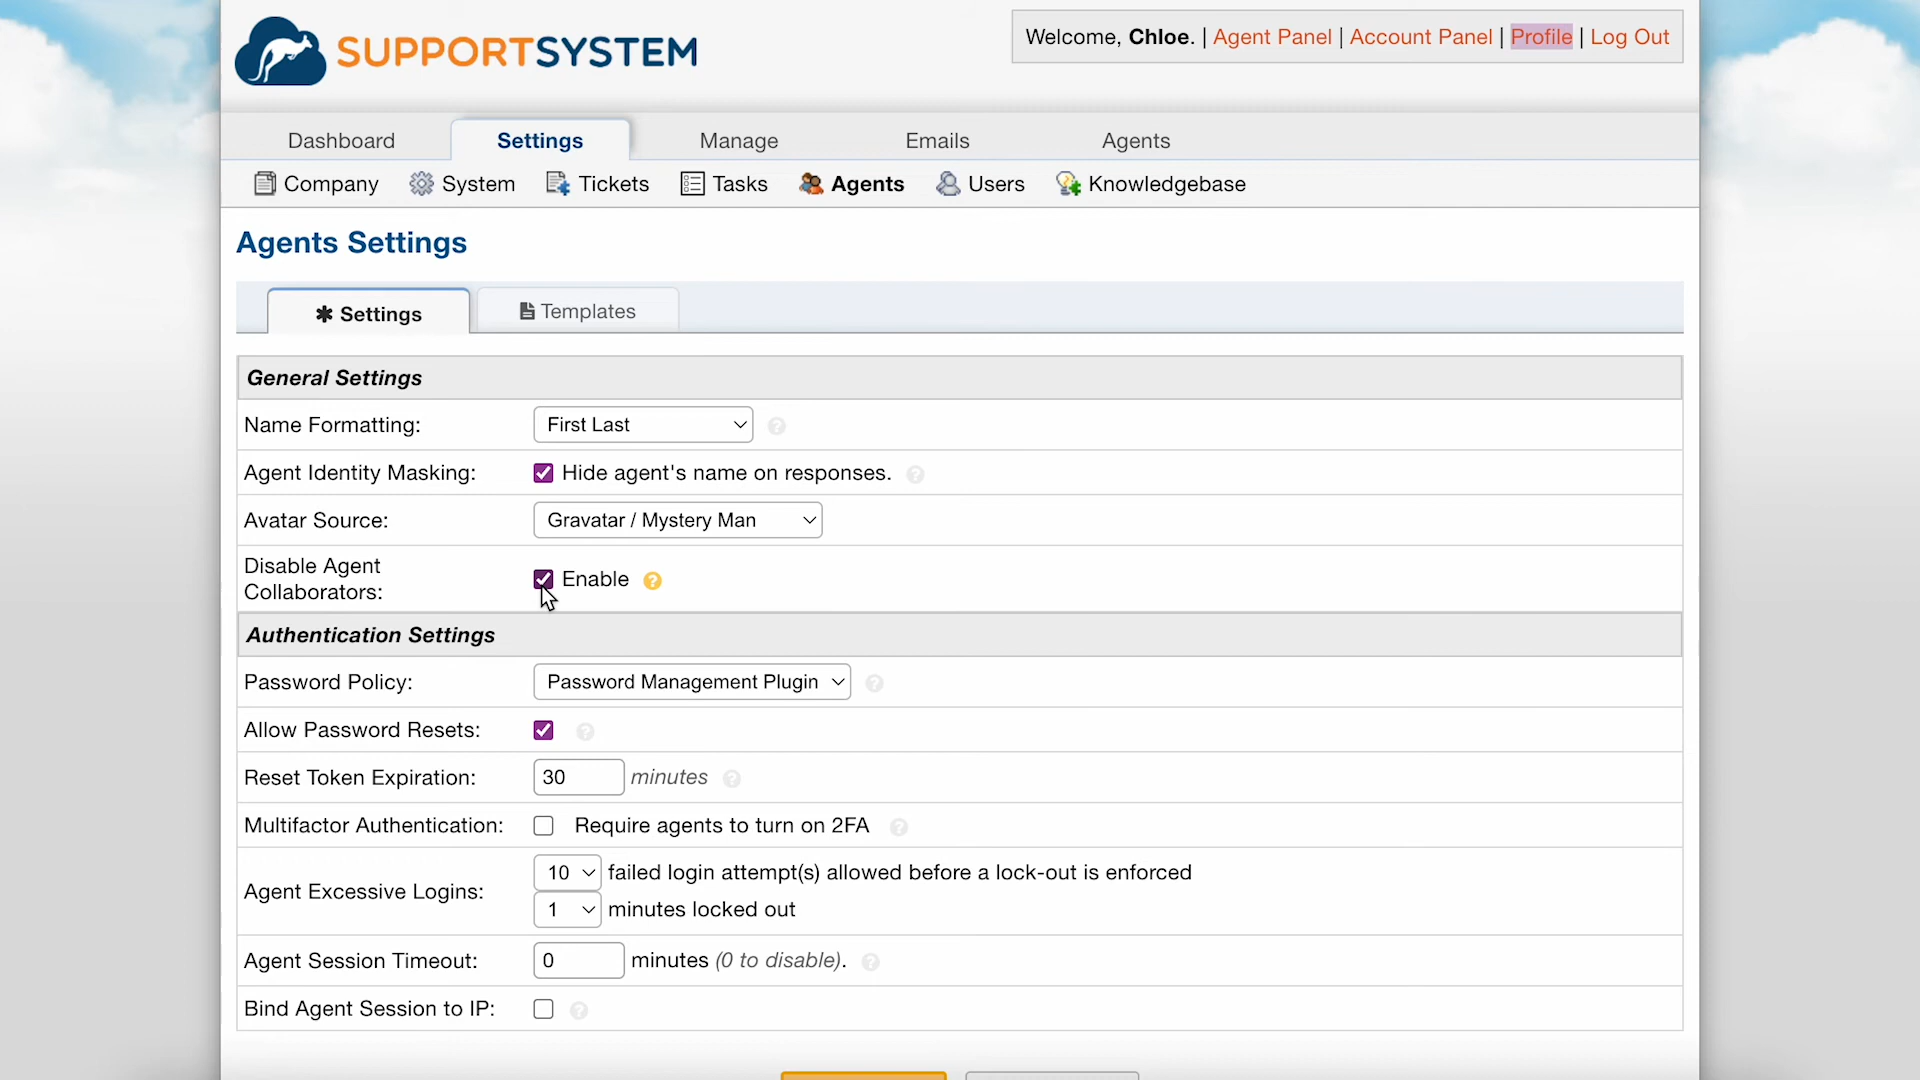 SUPPORTSYSTEM
Welcome, Chloe. | Agent Panel | Account Panel | Profile | Log Out
Dashboard Settings Manage Emails Agents
Company System Tickets Tasks Agents Users Knowledgebase
Agents Settings
Settings Templates
General Settings
Name Formatting: First Last ?
Agent Identity Masking: Hide agent's name on responses. ?
Avatar Source: Gravatar / Mystery Man
Disable Agent
Collaborators: Enable ?
Authentication Settings
Password Policy: Password Management Plugin ?
Allow Password Resets: ?
Reset Token Expiration: 30 minutes ?
Multifactor Authentication: Require agents to turn on 2FA ?
Agent Excessive Logins: 10 failed login attempt(s) allowed before a lock-out is enforced
1 minutes locked out
Agent Session Timeout: 0 minutes (0 to disable). ?
Bind Agent Session to IP: ?